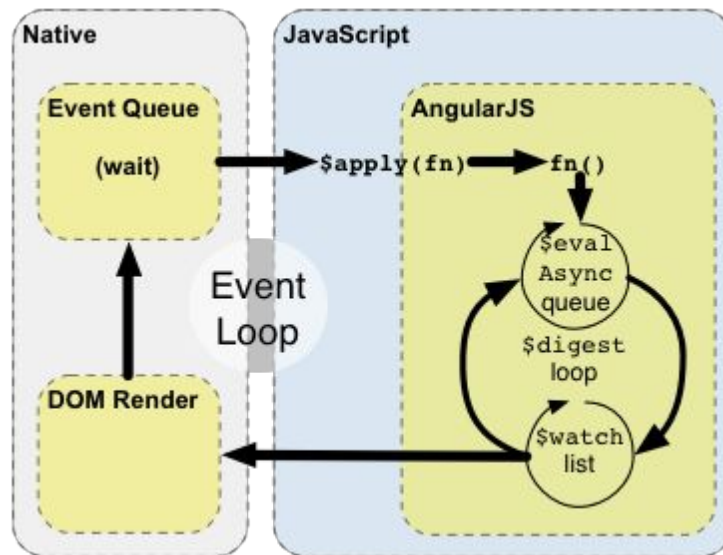 Native
JavaScript
Event Queue
(wait)
AngularJS
$apply(fn)
fn()
$eval
Async
queue
Event
Loop
$digest
loop
DOM Render
$watch
list